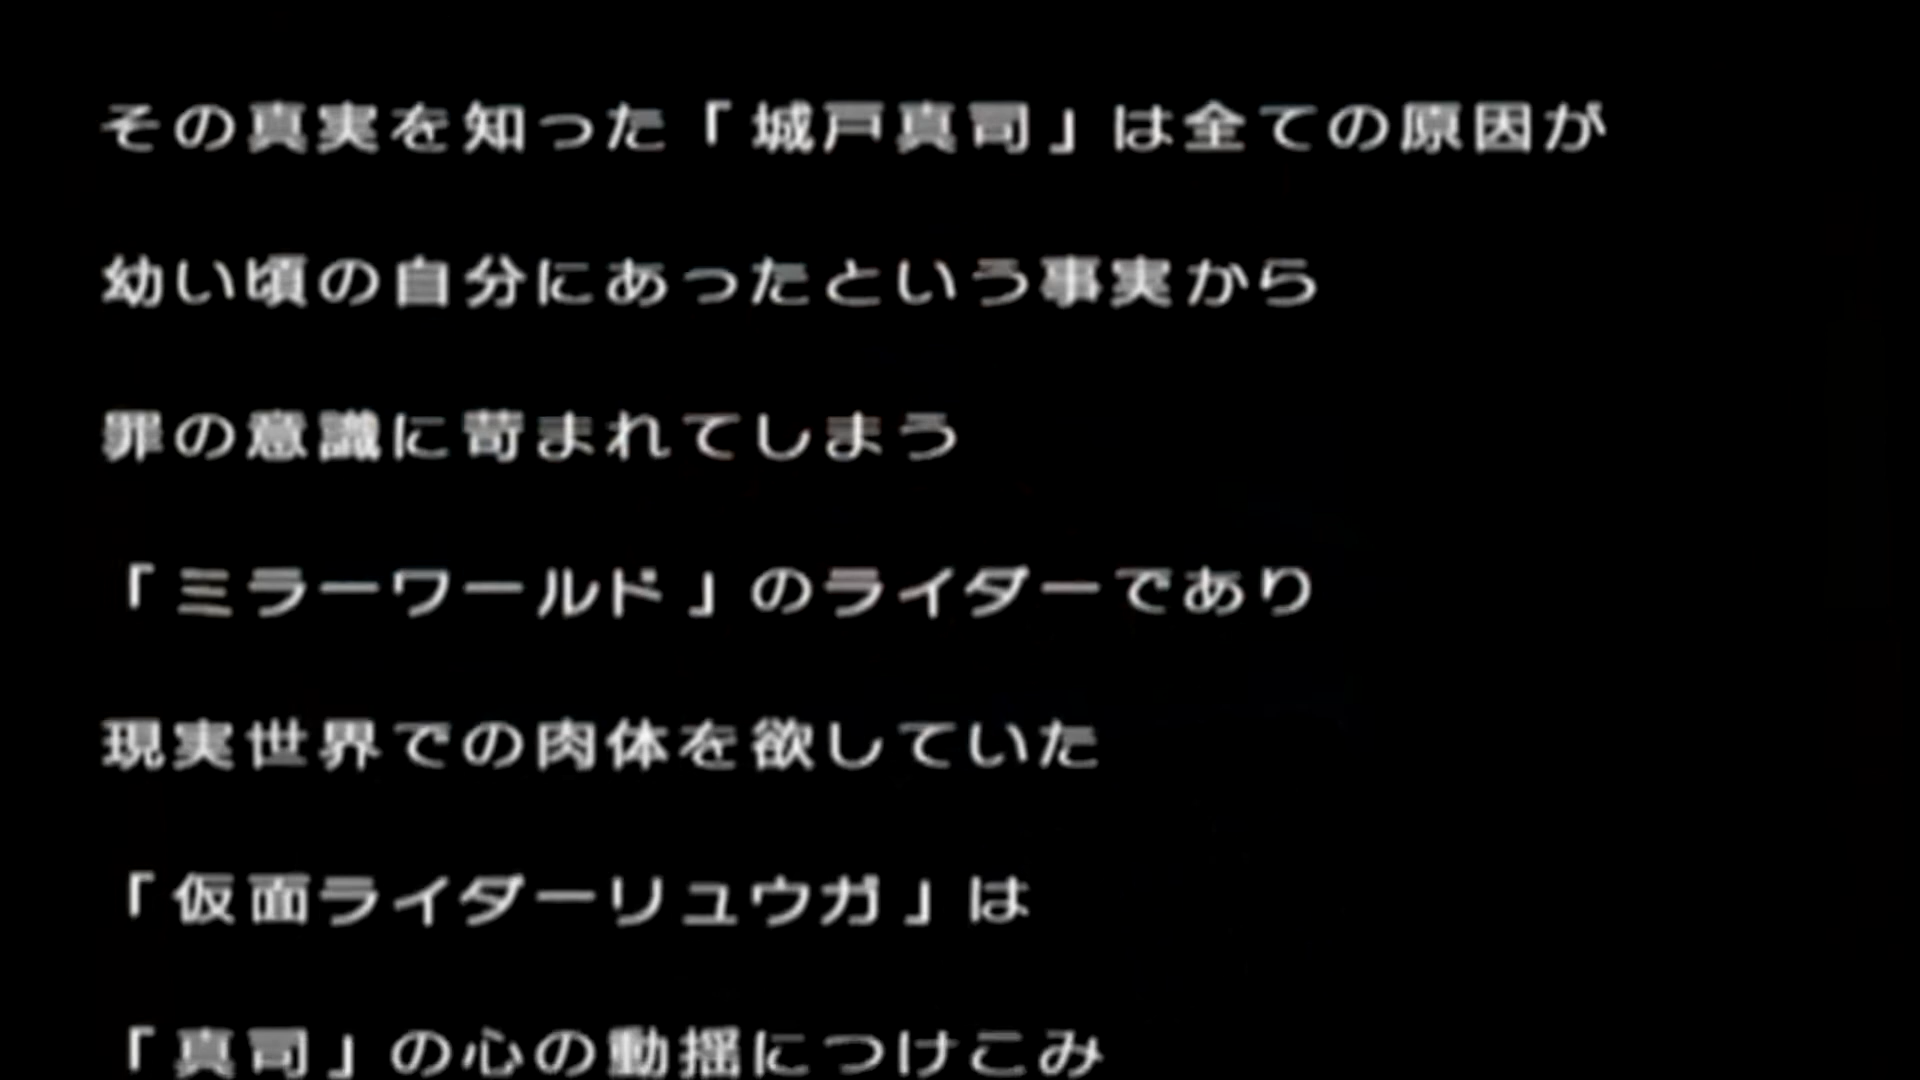 その真実を知った「城戸真司」は全ての原因が
幼い頃の自分にあったという事実から
罪の意識に苛まれてしまう
「ミラーワールド」のライダーであり
現実世界での肉体を欲していた
「仮面ライダーリュウガ」は
「真司」の心の動揺につけこみ